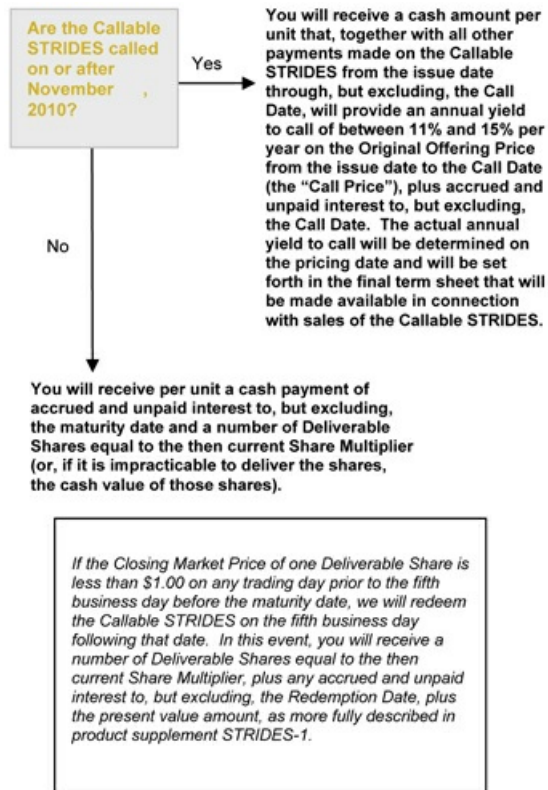 Are the Callable
STRIDES called
on or after
November    ,
2010?
Yes
You will receive a cash amount per
unit that, together with all other
payments made on the Callable
STRIDES from the issue date
through, but excluding, the Call
Date, will provide an annual yield
to call of between 11% and 15% per
year on the Original Offering Price
from the issue date to the Call Date
(the “Call Price”), plus accrued and
unpaid interest to, but excluding,
the Call Date.  The actual annual
yield to call will be determined on
the pricing date and will be set
forth in the final term sheet that will
be made available in connection
with sales of the Callable STRIDES.
No
You will receive per unit a cash payment of
accrued and unpaid interest to, but excluding,
the maturity date and a number of Deliverable
Shares equal to the then current Share Multiplier
(or, if it is impracticable to deliver the shares,
the cash value of those shares).
If the Closing Market Price of one Deliverable Share is
less than $1.00 on any trading day prior to the fifth
business day before the maturity date, we will redeem
the Callable STRIDES on the fifth business day
following that date.  In this event, you will receive a
number of Deliverable Shares equal to the then
current Share Multiplier, plus any accrued and unpaid
interest to, but excluding, the Redemption Date, plus
the present value amount, as more fully described in
product supplement STRIDES-1.